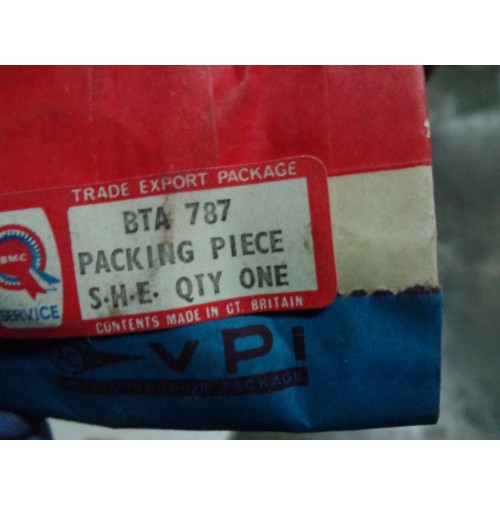 TRADE EXPORT PACKAGE
BTA 787
PACKING PIECE
S·H·E· QTY ONE
BMC
SERVICE
CONTENTS MADE IN GT. BRITAIN
VPi
PACKAGE